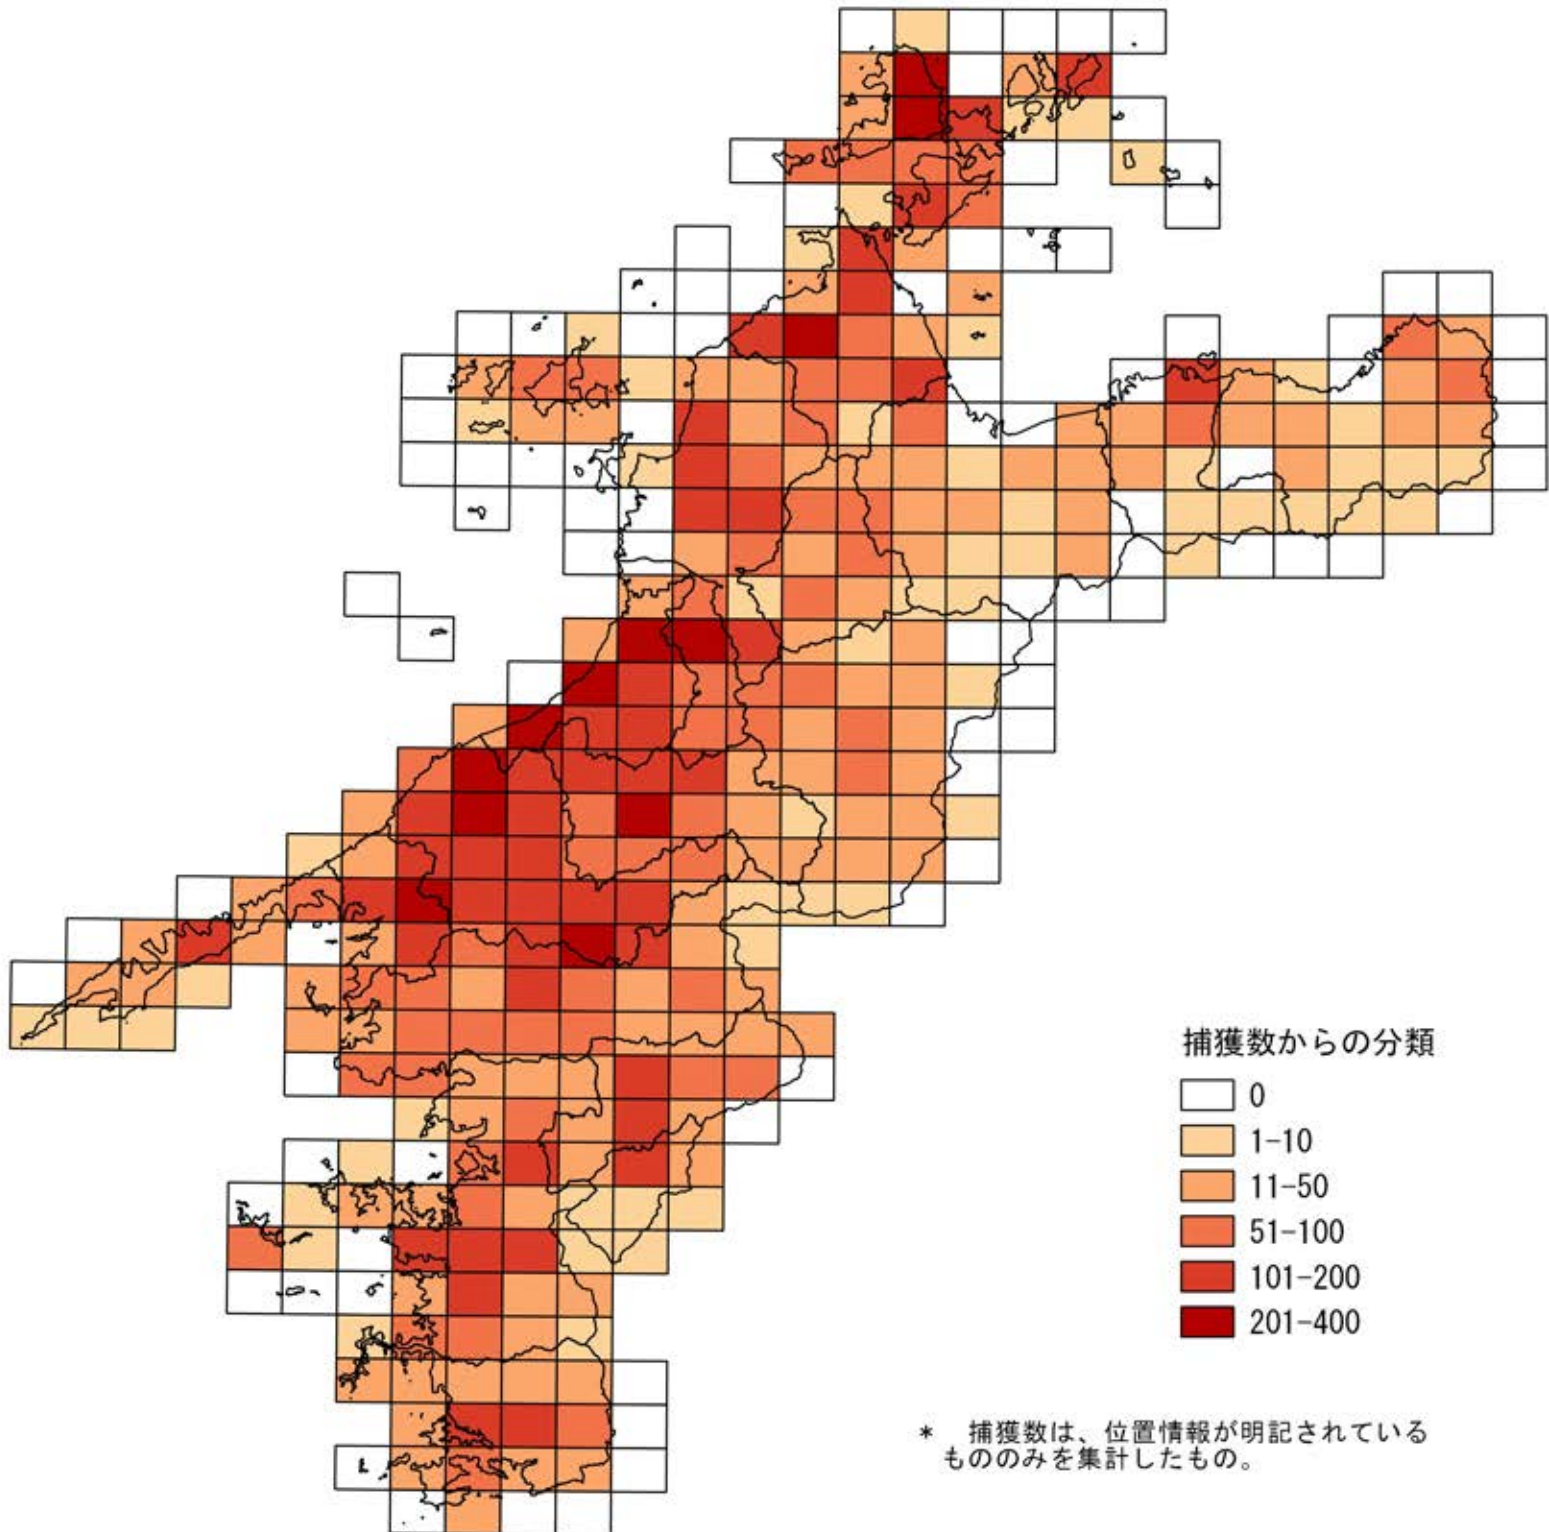 捕獲数からの分類
0
1-10
11-50
51-100
101-200
201-400
* 捕獲数は、位置情報が明記されている
もののみを集計したもの。